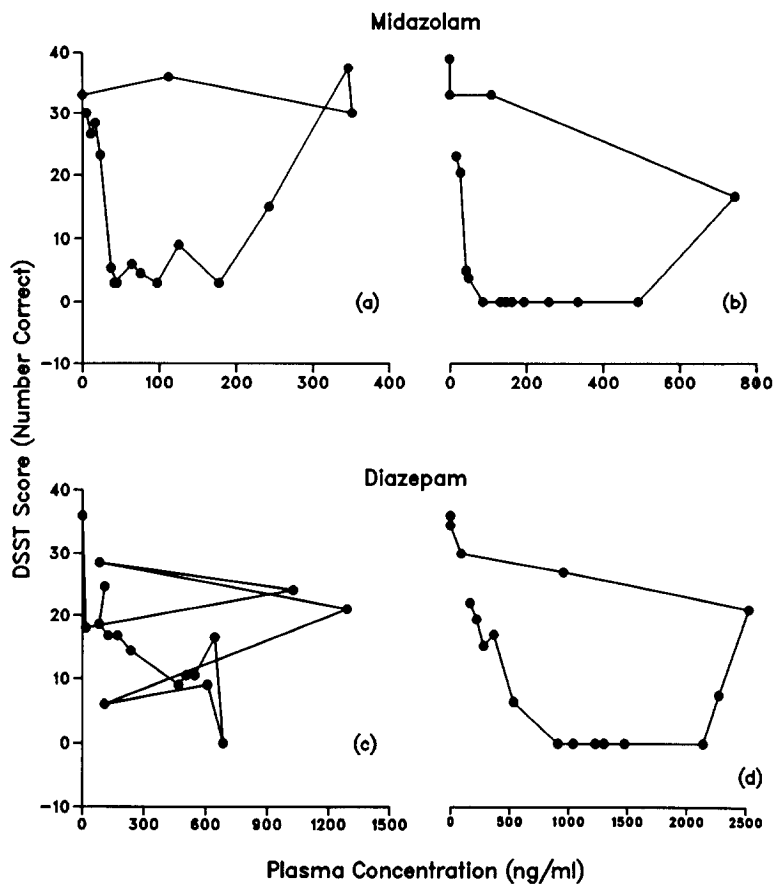 Midazolam
40
30
20
10
0
-10
(a)
(b)
0 100 200 300 400
0 200 400 600 800
DSST Score (Number Correct)
Diazepam
40
30
20
10
0
-10
(c)
(d)
0 300 600 900 1200 1500
0 500 1000 1500 2000 2500
Plasma Concentration (ng/ml)